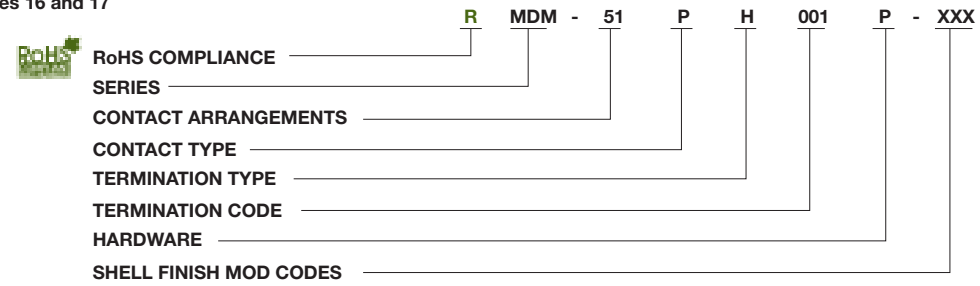 es 16 and 17
R MDM - 51 P H 001 P - XXX
RoHS
RoHS COMPLIANCE
SERIES
CONTACT ARRANGEMENTS
CONTACT TYPE
TERMINATION TYPE
TERMINATION CODE
HARDWARE
SHELL FINISH MOD CODES